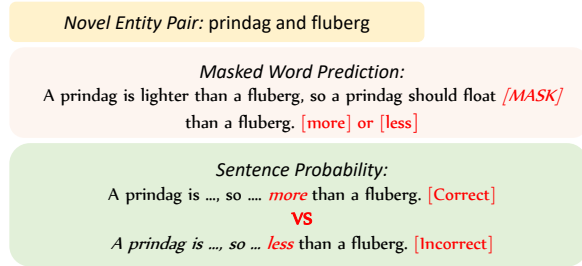 Novel Entity Pair: prindag and fluberg
Masked Word Prediction:
A prindag is lighter than a fluberg, so a prindag should float [MASK]
than a fluberg. [more] or [less]
Sentence Probability:
A prindag is ..., so .... more than a fluberg. [Correct]
VS
A prindag is ..., so ... less than a fluberg. [Incorrect]